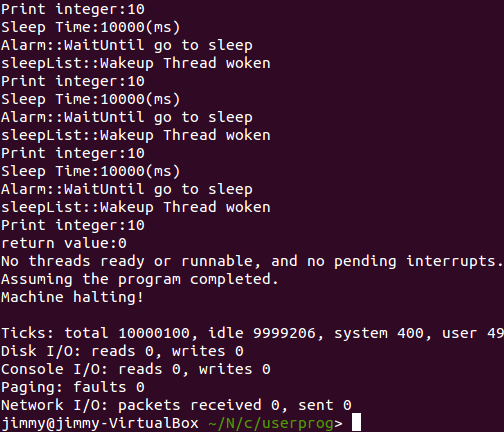 Print integer:10
Sleep Time:10000(ms)
Alarm::WaitUntil go to sleep
sleepList::Wakeup Thread woken
Print integer:10
Sleep Time:10000(ms)
Alarm::WaitUntil go to sleep
sleepList::Wakeup Thread woken
Print integer:10
Sleep Time:10000(ms)
Alarm::WaitUntil go to sleep
sleepList::Wakeup Thread woken
Print integer:10
return value:0
No threads ready or runnable, and no pending interrupts.
Assuming the program completed.
Machine halting!
Ticks: total 10000100, idle 9999206, system 400, user 49
Disk I/O: reads 0, writes 0
Console I/O: reads 0, writes 0
Paging: faults 0
Network I/O: packets received 0, sent 0
jimmy@jimmy-VirtualBox ~/N/c/userprog>